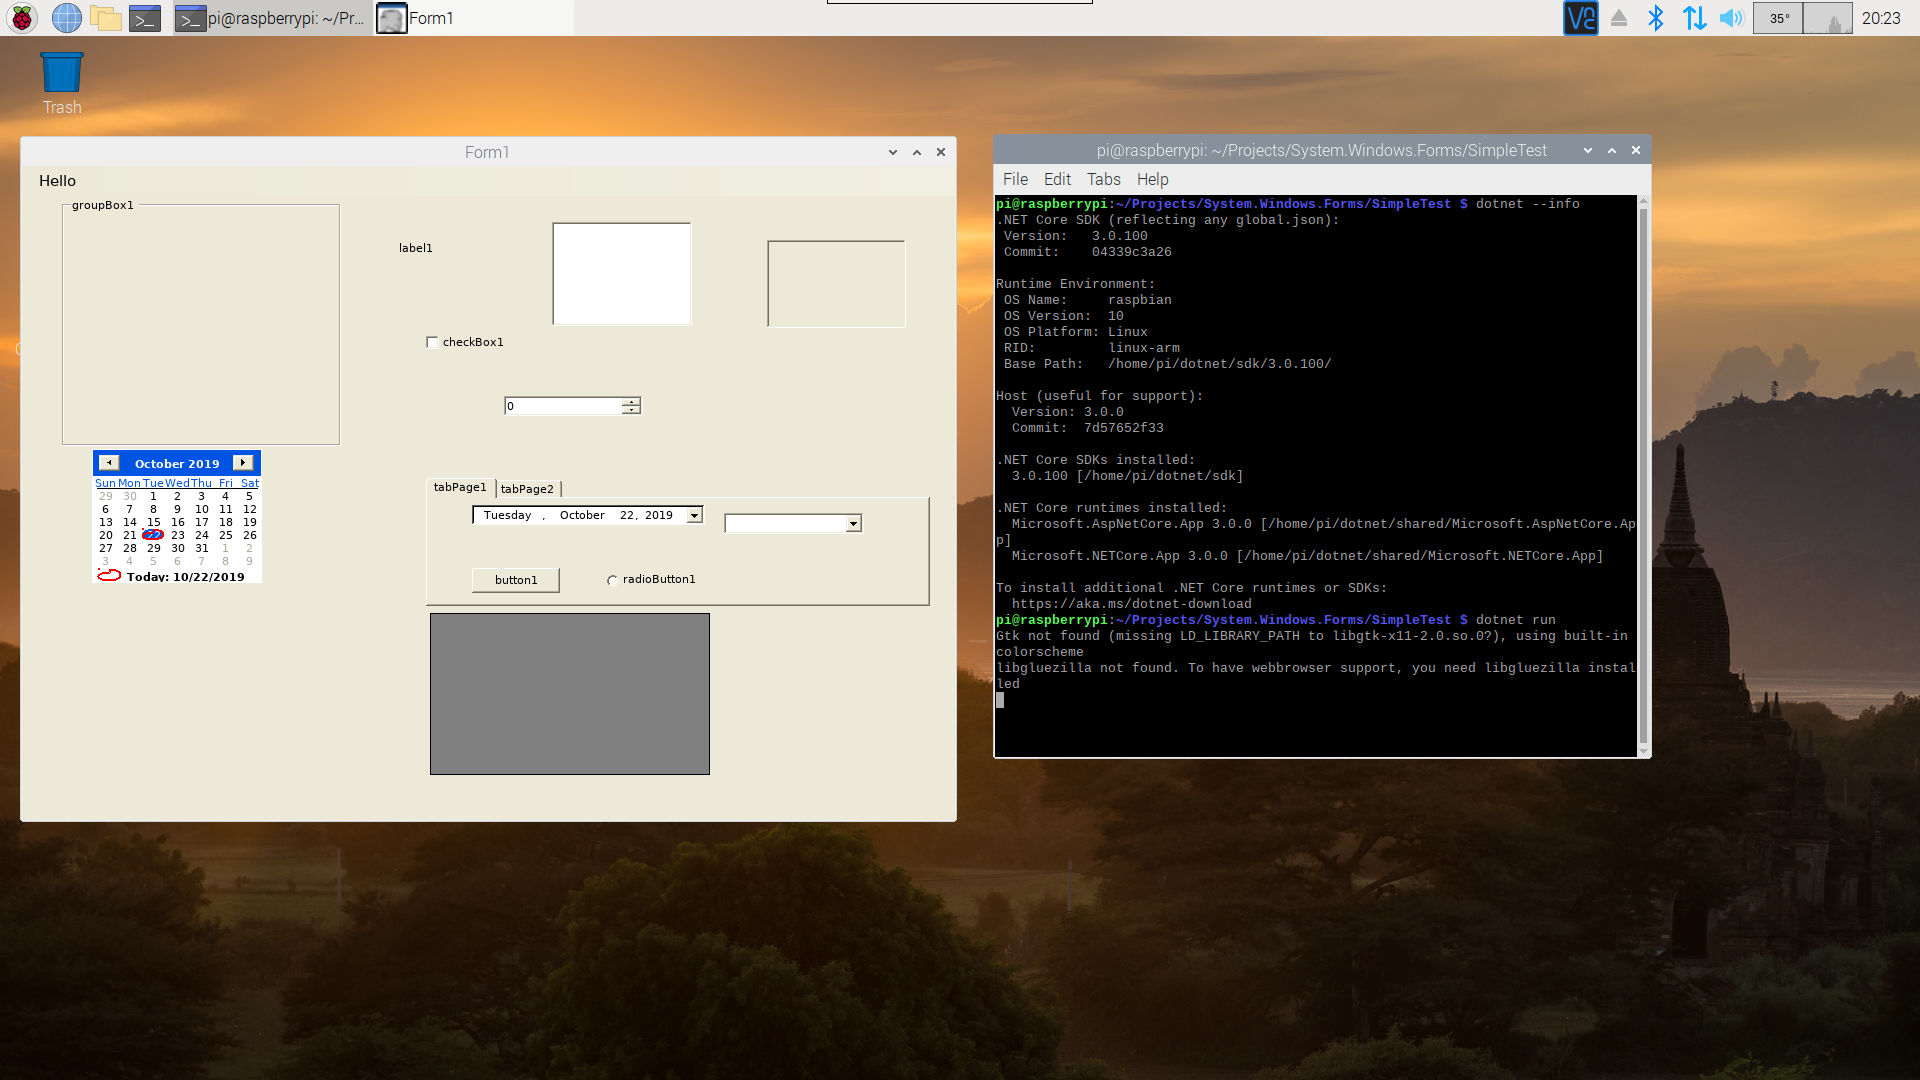 pi@raspberrypi: ~/Pr...
Form1
35°
20:23
Trash
Form1
Hello
groupBox1
label1
checkBox1
0
October 2019
Sun Mon Tue Wed Thu Fri Sat
29 30 1 2 3 4 5
6 7 8 9 10 11 12
13 14 15 16 17 18 19
20 21 22 23 24 25 26
27 28 29 30 31 1 2
3 4 5 6 7 8 9
Today: 10/22/2019
tabPage1 tabPage2
Tuesday , October 22, 2019
button1
radioButton1
pi@raspberrypi: ~/Projects/System.Windows.Forms/SimpleTest
File Edit Tabs Help
pi@raspberrypi:~/Projects/System.Windows.Forms/SimpleTest $ dotnet --info
.NET Core SDK (reflecting any global.json):
Version: 3.0.100
Commit: 04339c3a26
Runtime Environment:
OS Name: raspbian
OS Version: 10
OS Platform: Linux
RID: linux-arm
Base Path: /home/pi/dotnet/sdk/3.0.100/
Host (useful for support):
Version: 3.0.0
Commit: 7d57652f33
.NET Core SDKs installed:
3.0.100 [/home/pi/dotnet/sdk]
.NET Core runtimes installed:
Microsoft.AspNetCore.App 3.0.0 [/home/pi/dotnet/shared/Microsoft.AspNetCore.Ap
p]
Microsoft.NETCore.App 3.0.0 [/home/pi/dotnet/shared/Microsoft.NETCore.App]
To install additional .NET Core runtimes or SDKs:
https://aka.ms/dotnet-download
pi@raspberrypi:~/Projects/System.Windows.Forms/SimpleTest $ dotnet run
Gtk not found (missing LD_LIBRARY_PATH to libgtk-x11-2.0.so.0?), using built-in
colorscheme
libgluezilla not found. To have webbrowser support, you need libgluezilla instal
led